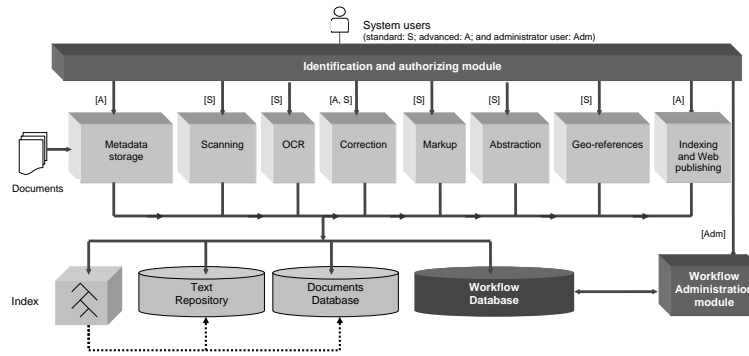 System users
(standard: S; advanced: A; and administrator user: Adm)
Identification and authorizing module
[A]
[S]
[S]
[A, S]
[S]
[S]
[S]
[A]
Metadata
storage
Scanning
OCR
Correction
Markup
Abstraction
Geo-references
Indexing
and Web
publishing
Documents
[Adm]
Index
Text
Repository
Documents
Database
Workflow
Database
Workflow
Administration
module